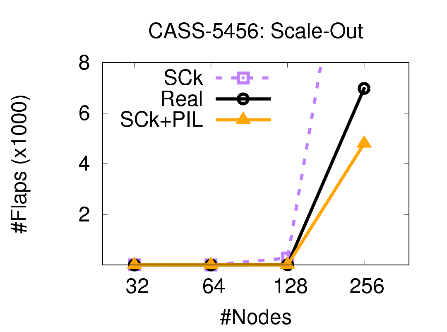 CASS-5456: Scale-Out
#Flaps (x1000)
8
6
4
2
SCk
Real
SCk+PIL
32 64 128 256
#Nodes